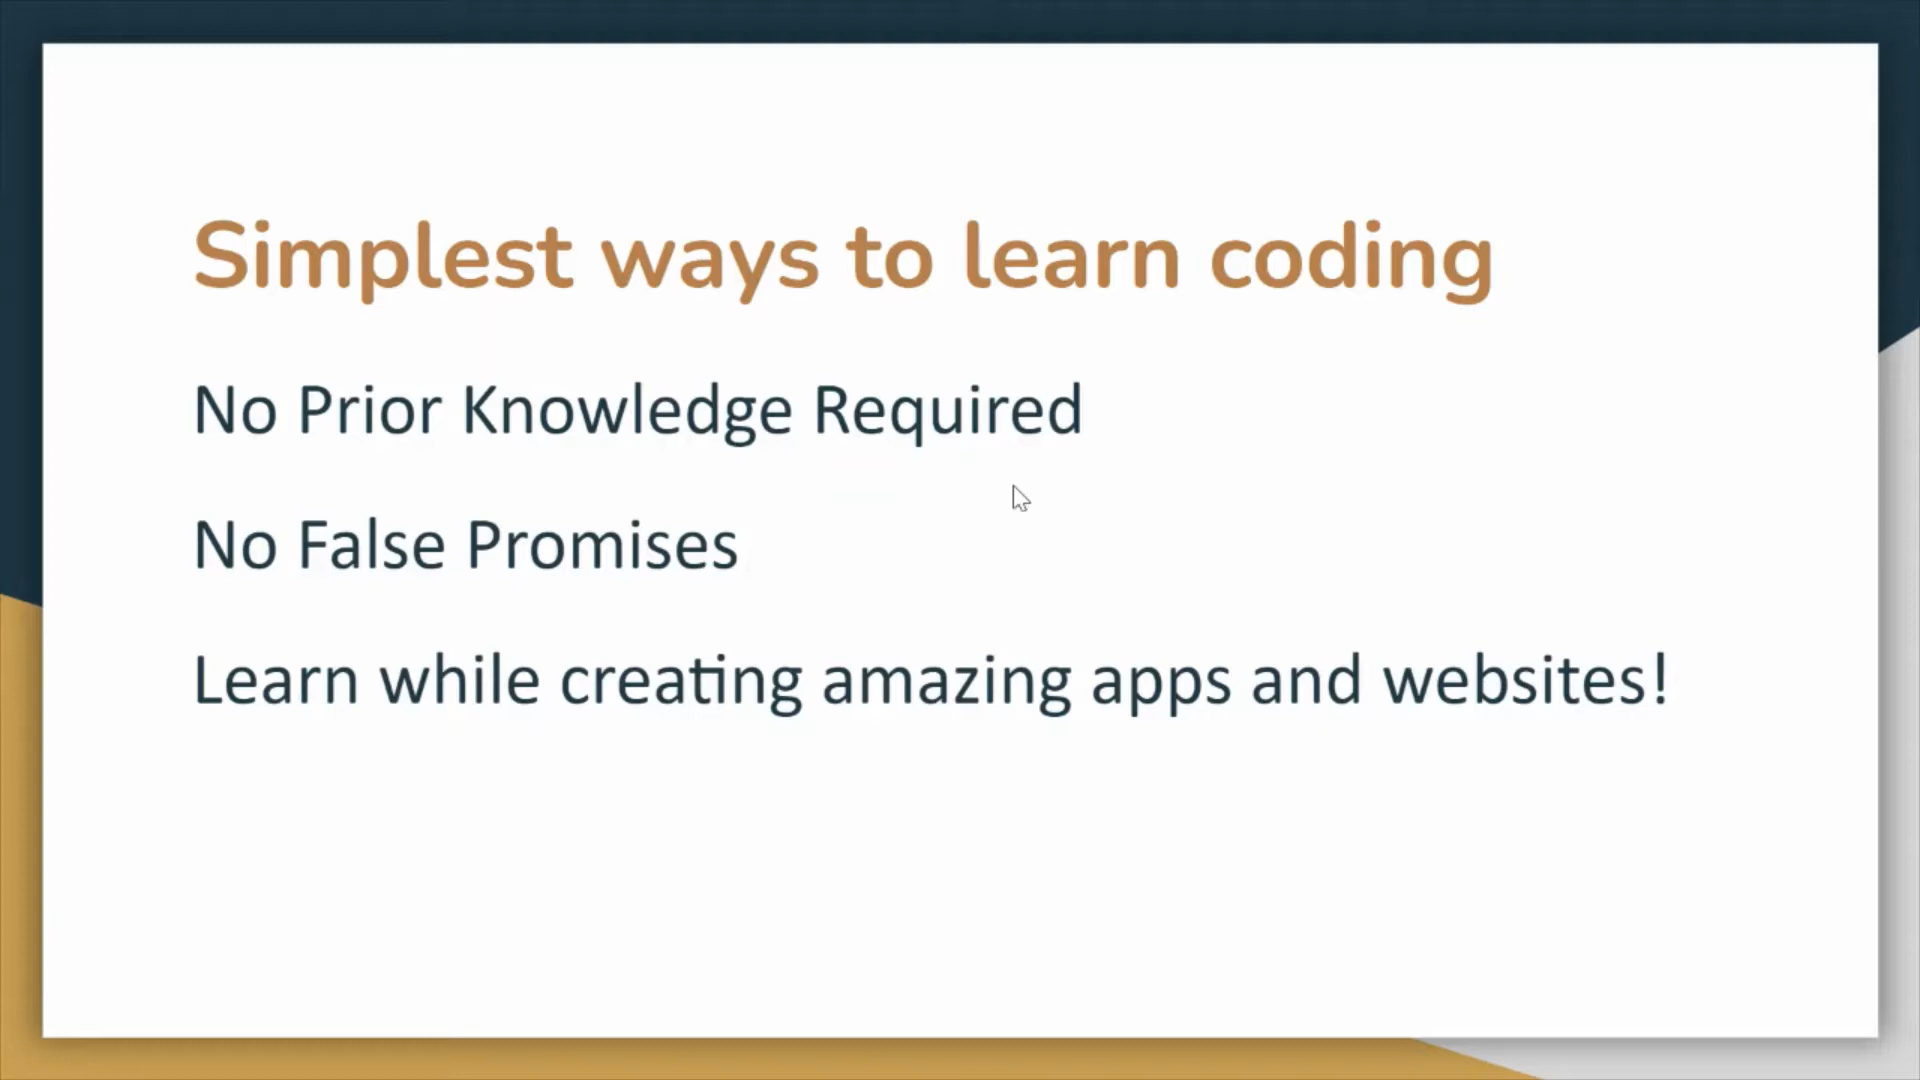 Simplest ways to learn coding
No Prior Knowledge Required
No False Promises
Learn while creating amazing apps and websites!